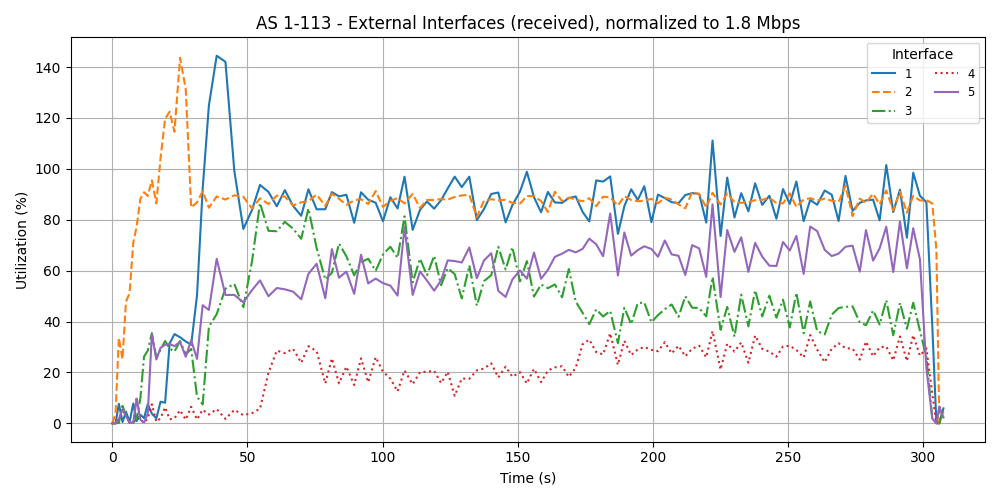 AS 1-113 - External Interfaces (received), normalized to 1.8 Mbps
Utilization (%)
140
120
100
80
60
40
20
0
0 50 100 150 200 250 300
Time (s)
Interface
1 4
2 5
3